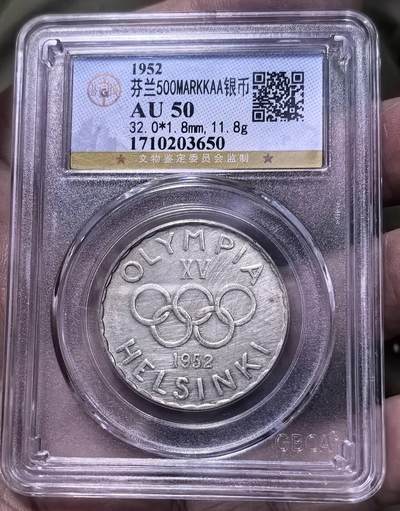 1952
芬兰500MARKKAA银币
AU 50
32.0*1.8mm,11.8g
1710203650
文物鉴定委员会监制
OLYMPIA
XV
1952
HELSINKI
GBCA